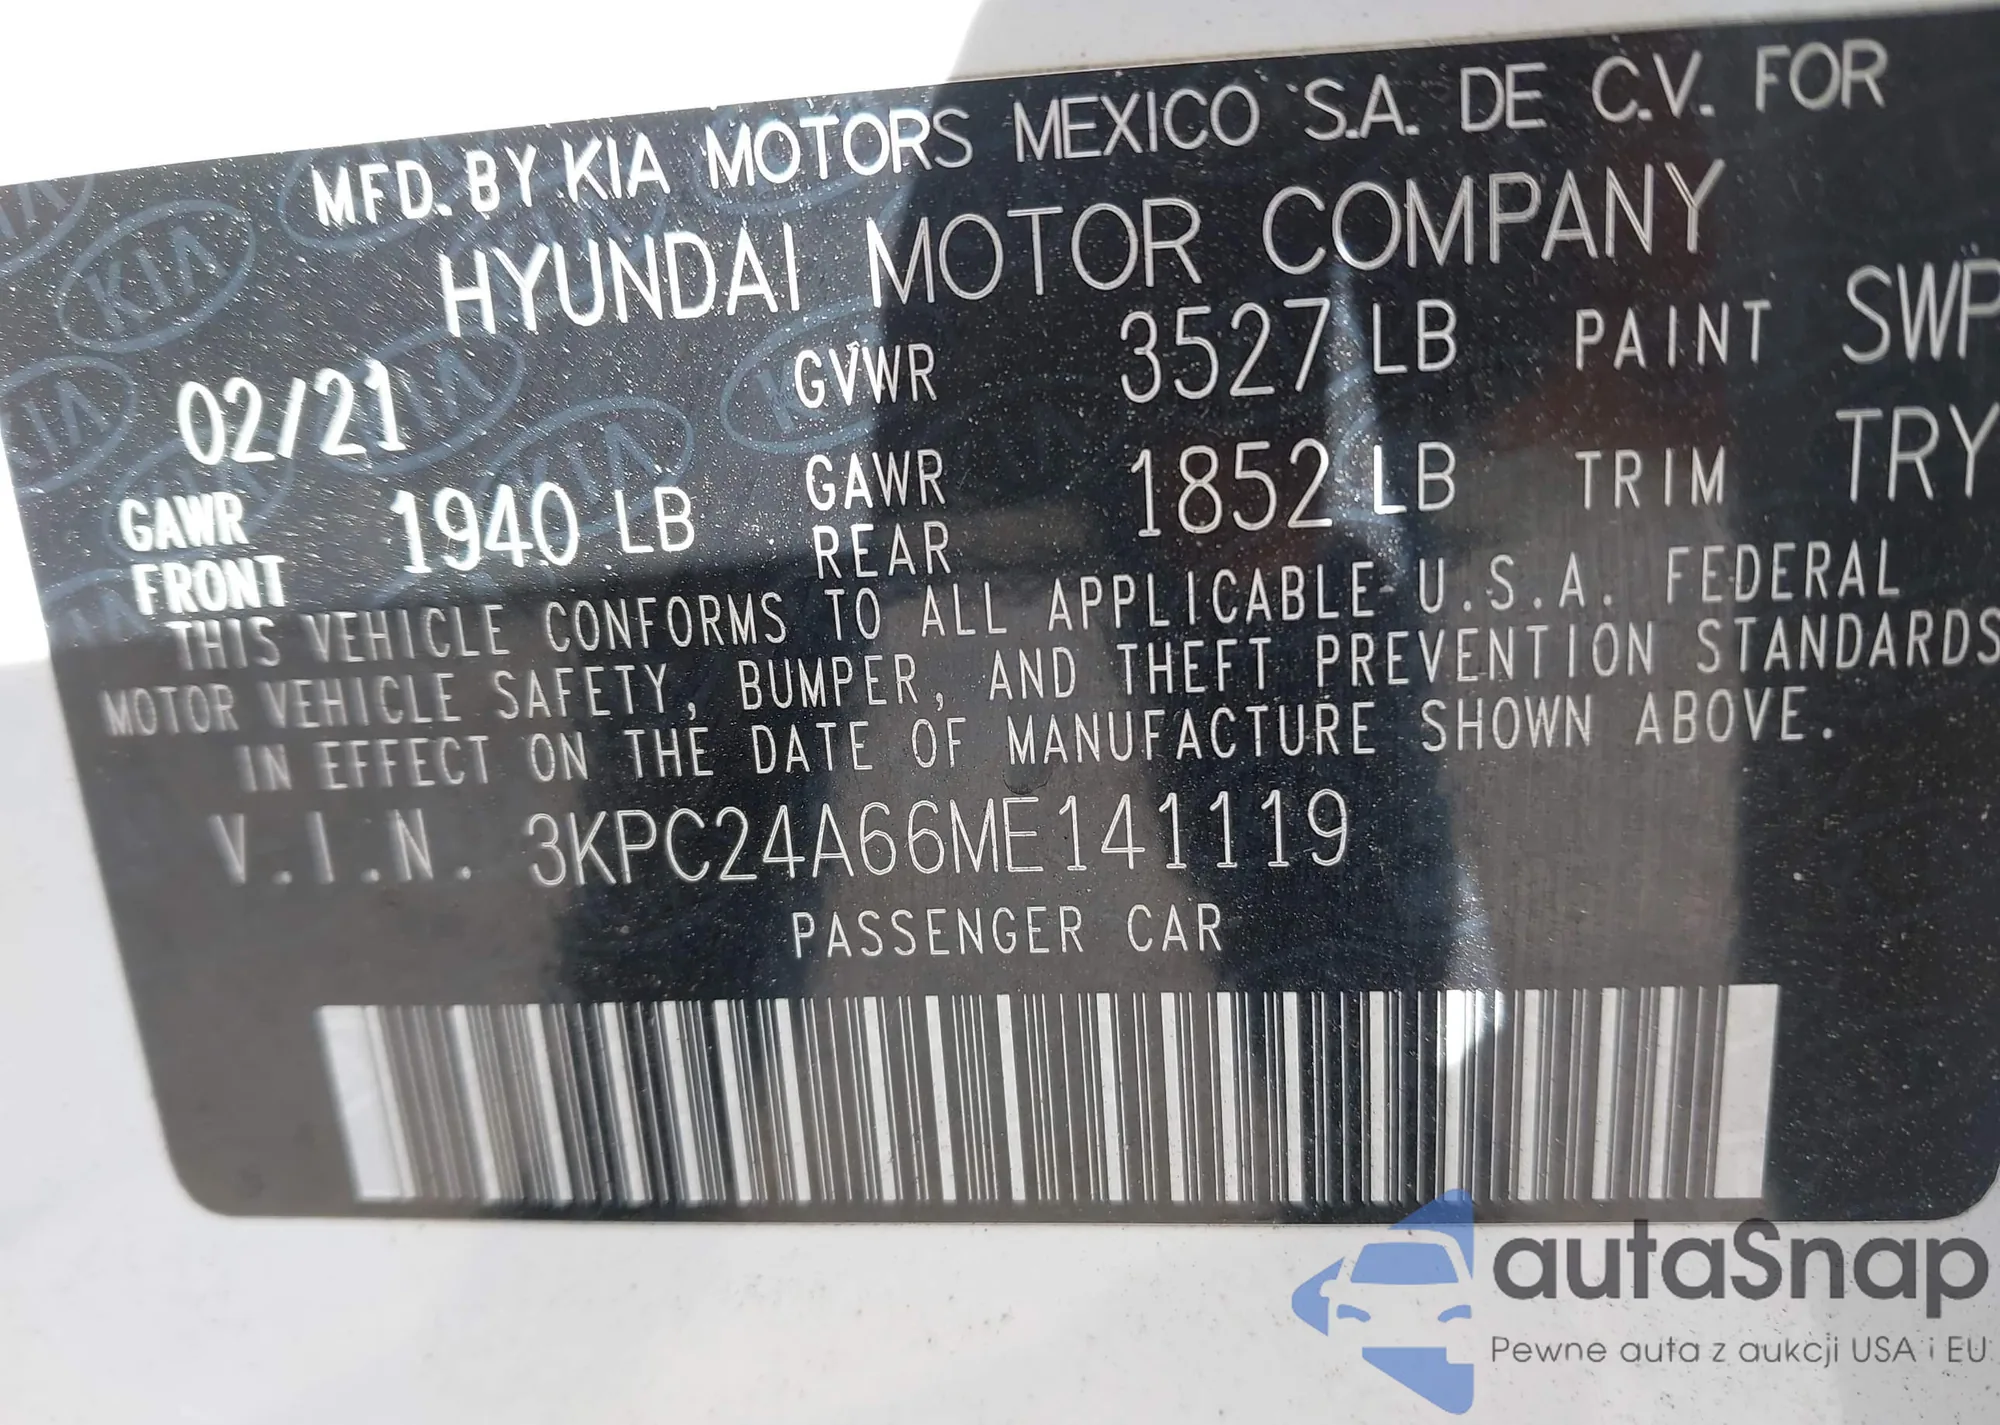 MFD. BY KIA MOTORS MEXICO S.A. DE C.V. FOR
HYUNDAI MOTOR COMPANY
02/21 GVWR 3527 LB PAINT SWP
GAWR FRONT 1940 LB GAWR REAR 1852 LB TRIM TRY
THIS VEHICLE CONFORMS TO ALL APPLICABLE U.S.A. FEDERAL
MOTOR VEHICLE SAFETY, BUMPER, AND THEFT PREVENTION STANDARDS
IN EFFECT ON THE DATE OF MANUFACTURE SHOWN ABOVE.
V.I.N. 3KPC24A66ME141119
PASSENGER CAR
autaSnap
Pewne auta z aukcji USA i EU